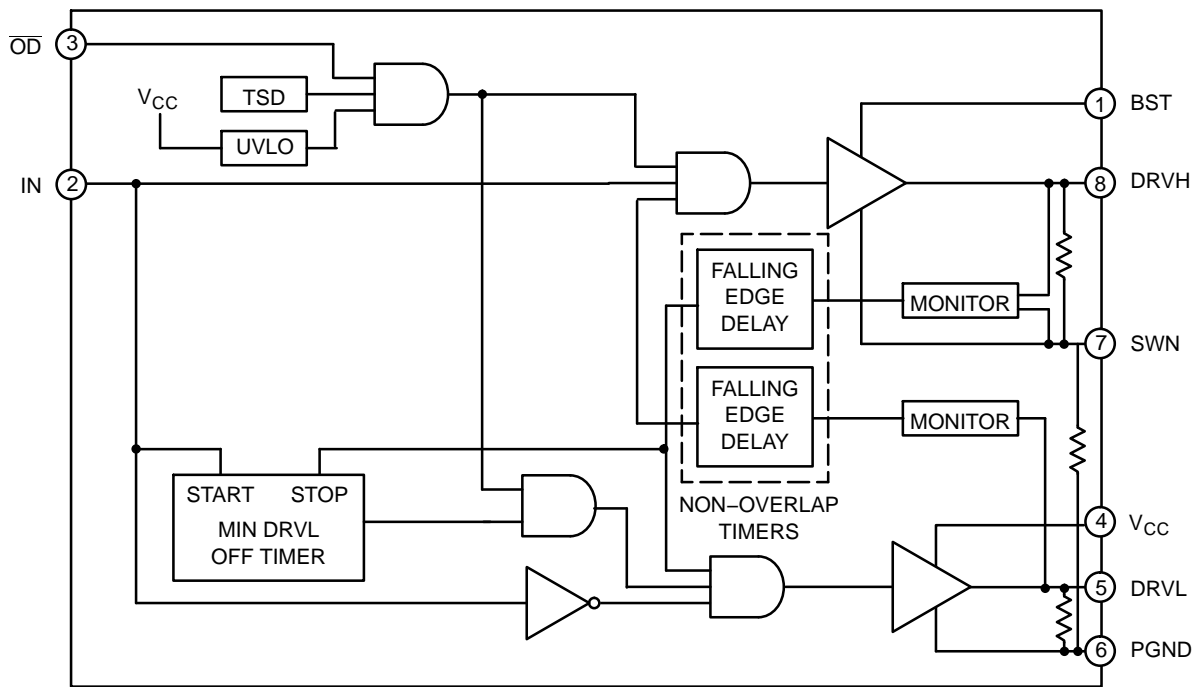 OD 3
TSD
VCC
UVLO
1 BST
IN 2
8 DRVH
FALLING
EDGE
DELAY
MONITOR
7 SWN
FALLING
EDGE
DELAY
MONITOR
START STOP
MIN DRVL
OFF TIMER
NON−OVERLAP
TIMERS
4 VCC
5 DRVL
6 PGND